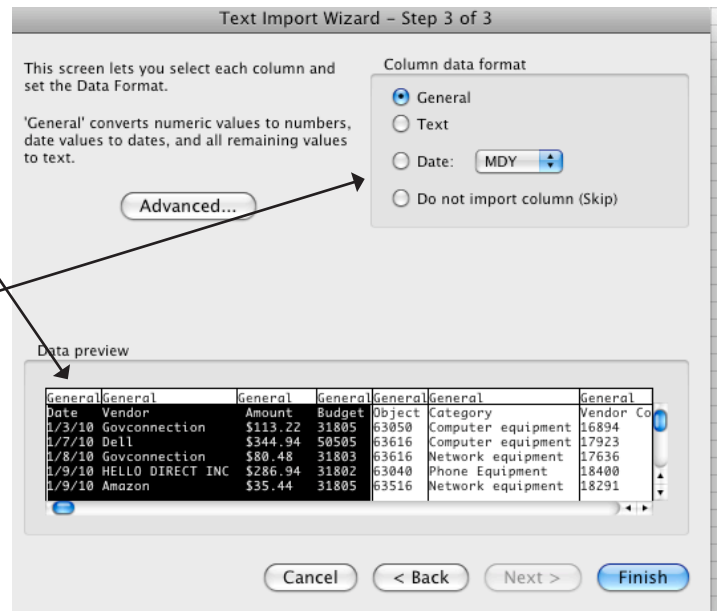 Text Import Wizard – Step 3 of 3
This screen lets you select each column and
set the Data Format.
'General' converts numeric values to numbers,
date values to dates, and all remaining values
to text.
Advanced...
Column data format
General
Text
Date: MDY
Do not import column (Skip)
Data preview
General General General General General General General
Date Vendor Amount Budget Object Category Vendor Co
1/3/10 Govconnection $113.22 31805 63050 Computer equipment 16894
1/7/10 Dell $344.94 50505 63616 Computer equipment 17923
1/8/10 Govconnection $80.48 31803 63616 Network equipment 17636
1/9/10 HELLO DIRECT INC $286.94 31802 63040 Phone Equipment 18400
1/9/10 Amazon $35.44 31805 63516 Network equipment 18291
Cancel < Back Next > Finish